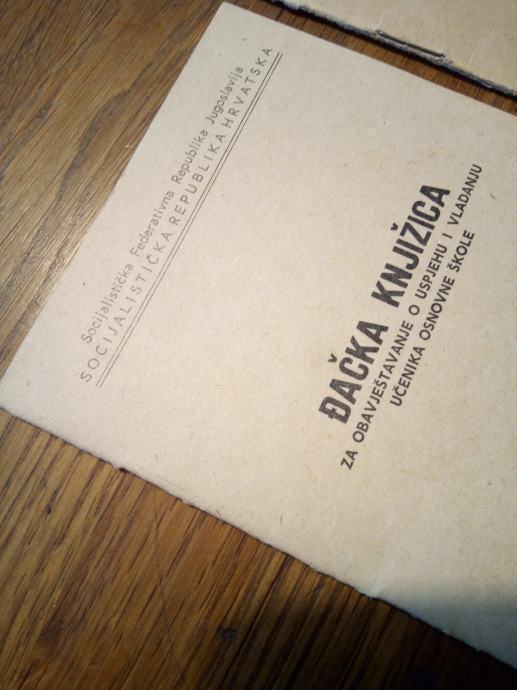 Socijalistička Federativna Republika Jugoslavija
SOCIJALISTIČKA REPUBLIKA HRVATSKA
ĐAČKA KNJIŽICA
ZA OBAVJEŠTAVANJE O USPJEHU I VLADANJU
UČENIKA OSNOVNE ŠKOLE